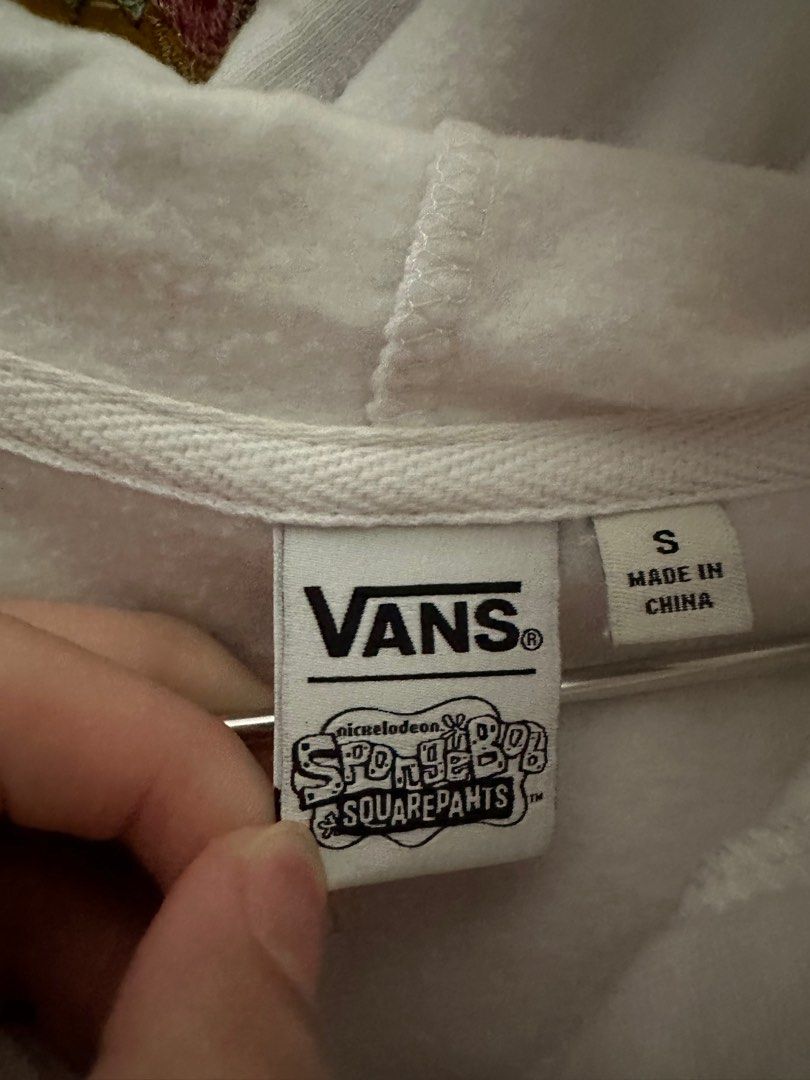 VANS®
nickelodeon
SpongeBob
SQUAREPANTS™
S
MADE IN
CHINA